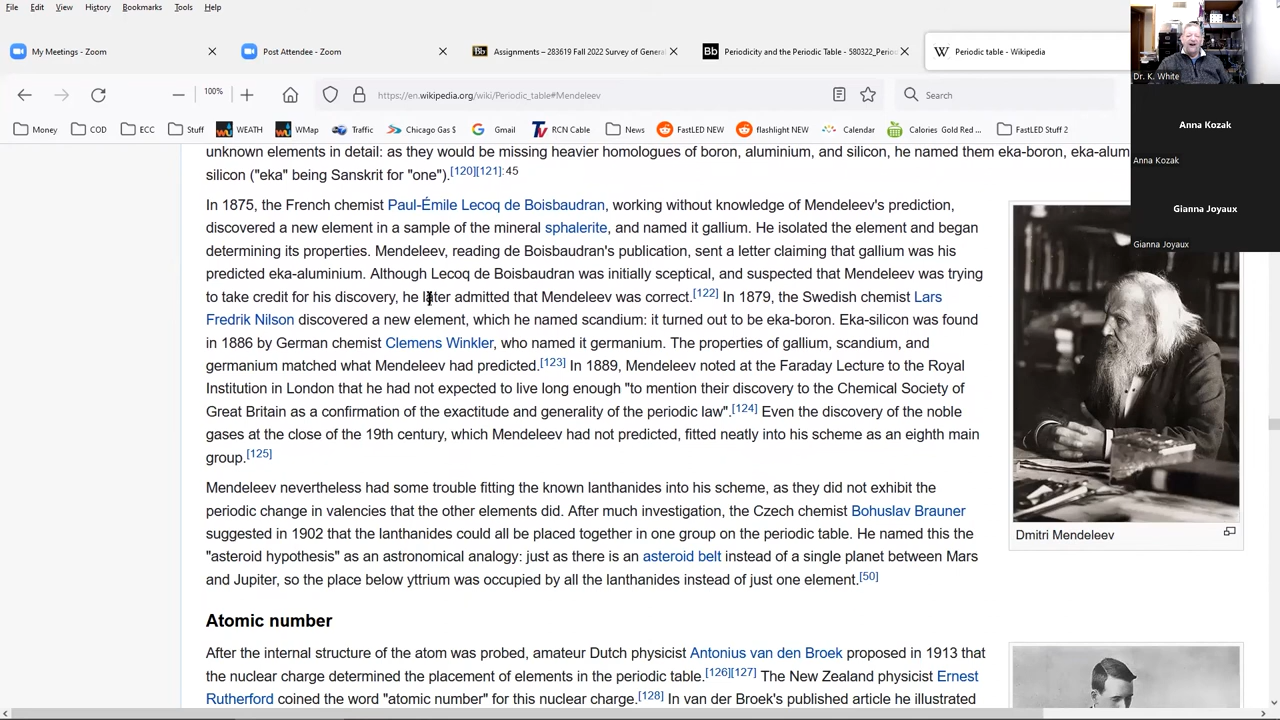 File Edit View History Bookmarks Tools Help
My Meetings - Zoom
Post Attendee - Zoom
Bb Assignments – 283619 Fall 2022 Survey of Genera
Bb Periodicity and the Periodic Table - 580322_Perio
W Periodic table - Wikipedia
100%
https://en.wikipedia.org/wiki/Periodic_table#Mendeleev
Search
Money COD ECC Stuff WEATH WMap Traffic Chicago Gas $ Gmail RCN Cable News FastLED NEW flashlight NEW Calendar Calories Gold Red ... FastLED Stuff 2
Dr. K. White
Anna Kozak
Anna Kozak
Gianna Joyaux
Gianna Joyaux
unknown elements in detail: as they would be missing heavier homologues of boron, aluminium, and silicon, he named them eka-boron, eka-alum
silicon ("eka" being Sanskrit for "one").[120][121]: 45
In 1875, the French chemist Paul-Émile Lecoq de Boisbaudran, working without knowledge of Mendeleev's prediction,
discovered a new element in a sample of the mineral sphalerite, and named it gallium. He isolated the element and began
determining its properties. Mendeleev, reading de Boisbaudran's publication, sent a letter claiming that gallium was his
predicted eka-aluminium. Although Lecoq de Boisbaudran was initially sceptical, and suspected that Mendeleev was trying
to take credit for his discovery, he later admitted that Mendeleev was correct.[122] In 1879, the Swedish chemist Lars
Fredrik Nilson discovered a new element, which he named scandium: it turned out to be eka-boron. Eka-silicon was found
in 1886 by German chemist Clemens Winkler, who named it germanium. The properties of gallium, scandium, and
germanium matched what Mendeleev had predicted.[123] In 1889, Mendeleev noted at the Faraday Lecture to the Royal
Institution in London that he had not expected to live long enough "to mention their discovery to the Chemical Society of
Great Britain as a confirmation of the exactitude and generality of the periodic law".[124] Even the discovery of the noble
gases at the close of the 19th century, which Mendeleev had not predicted, fitted neatly into his scheme as an eighth main
group.[125]
Dmitri Mendeleev
Mendeleev nevertheless had some trouble fitting the known lanthanides into his scheme, as they did not exhibit the
periodic change in valencies that the other elements did. After much investigation, the Czech chemist Bohuslav Brauner
suggested in 1902 that the lanthanides could all be placed together in one group on the periodic table. He named this the
"asteroid hypothesis" as an astronomical analogy: just as there is an asteroid belt instead of a single planet between Mars
and Jupiter, so the place below yttrium was occupied by all the lanthanides instead of just one element.[50]
Atomic number
After the internal structure of the atom was probed, amateur Dutch physicist Antonius van den Broek proposed in 1913 that
the nuclear charge determined the placement of elements in the periodic table.[126][127] The New Zealand physicist Ernest
Rutherford coined the word "atomic number" for this nuclear charge.[128] In van der Broek's published article he illustrated